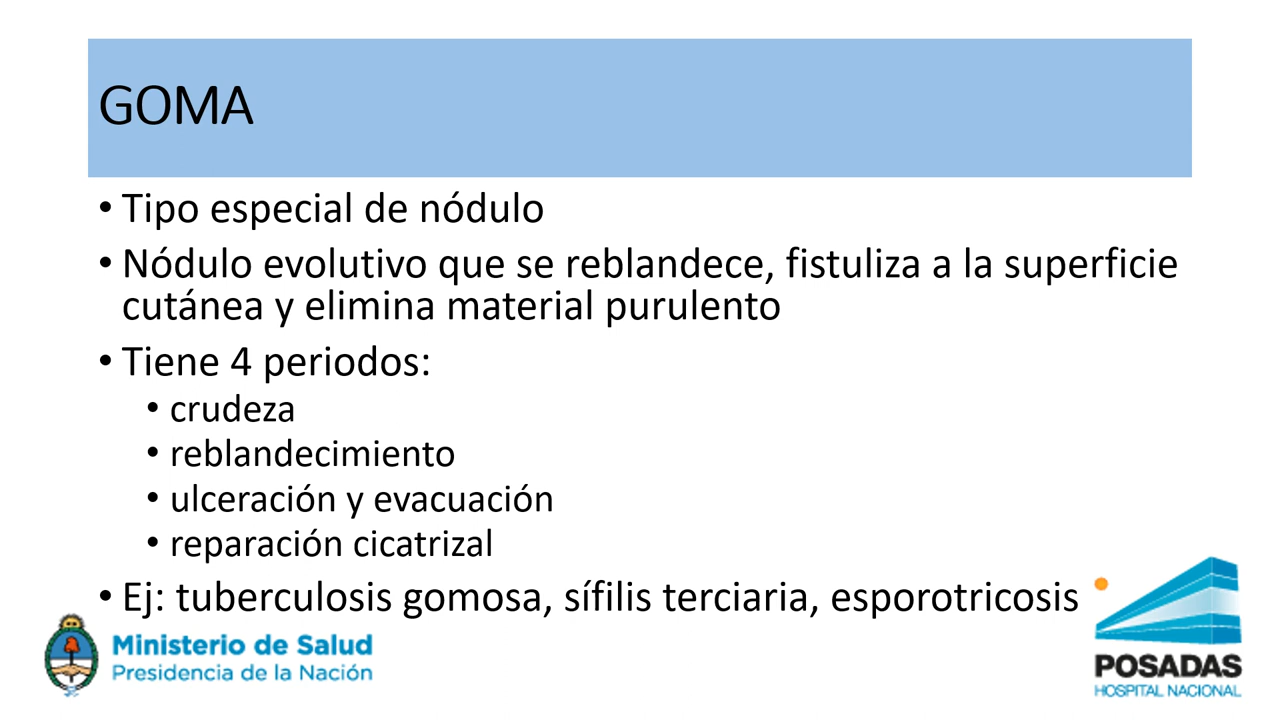 GOMA
• Tipo especial de nódulo
• Nódulo evolutivo que se reblandece, fistuliza a la superficie
cutánea y elimina material purulento
• Tiene 4 periodos:
• crudeza
• reblandecimiento
• ulceración y evacuación
• reparación cicatrizal
• Ej: tuberculosis gomosa, sífilis terciaria, esporotricosis
Ministerio de Salud
Presidencia de la Nación
POSADAS
HOSPITAL NACIONAL